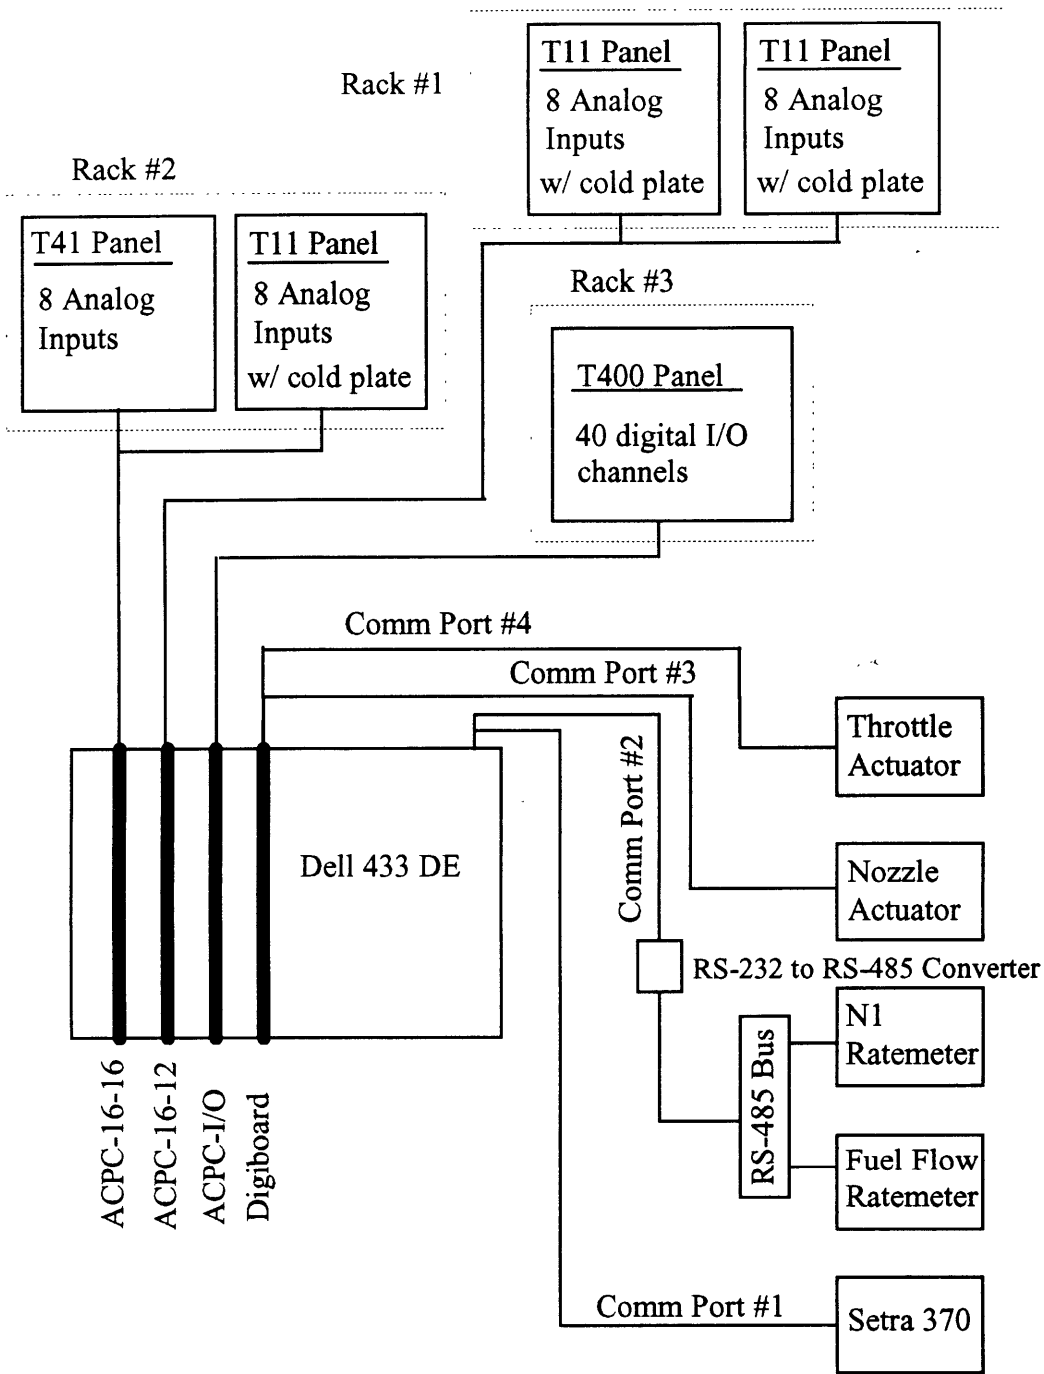 Rack #1
T11 Panel
8 Analog
Inputs
w/ cold plate
T11 Panel
8 Analog
Inputs
w/ cold plate
Rack #2
T41 Panel
8 Analog
Inputs
T11 Panel
8 Analog
Inputs
w/ cold plate
Rack #3
T400 Panel
40 digital I/O
channels
Comm Port #4
Comm Port #3
Comm Port #2
Throttle
Actuator
Dell 433 DE
Nozzle
Actuator
RS-232 to RS-485 Converter
N1
Ratemeter
RS-485 Bus
Fuel Flow
Ratemeter
ACPC-16-16
ACPC-16-12
ACPC-I/O
Digiboard
Comm Port #1
Setra 370